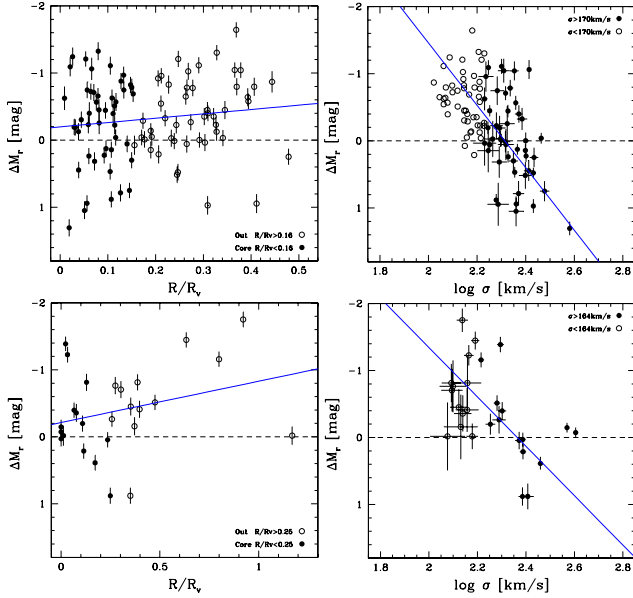 -2
-1
0
1
ΔM_r [mag]
Out R/Rv>0.16
Core R/Rv<0.16
0
0.1
0.2
0.3
0.4
0.5
R/R_v
-2
-1
0
1
ΔM_r [mag]
σ>170km/s
σ<170km/s
1.8
2
2.2
2.4
2.6
2.8
log σ [km/s]
-2
-1
0
1
ΔM_r [mag]
Out R/Rv>0.25
Core R/Rv<0.25
0
0.5
1
R/R_v
-2
-1
0
1
ΔM_r [mag]
σ>164km/s
σ<164km/s
1.8
2
2.2
2.4
2.6
2.8
log σ [km/s]